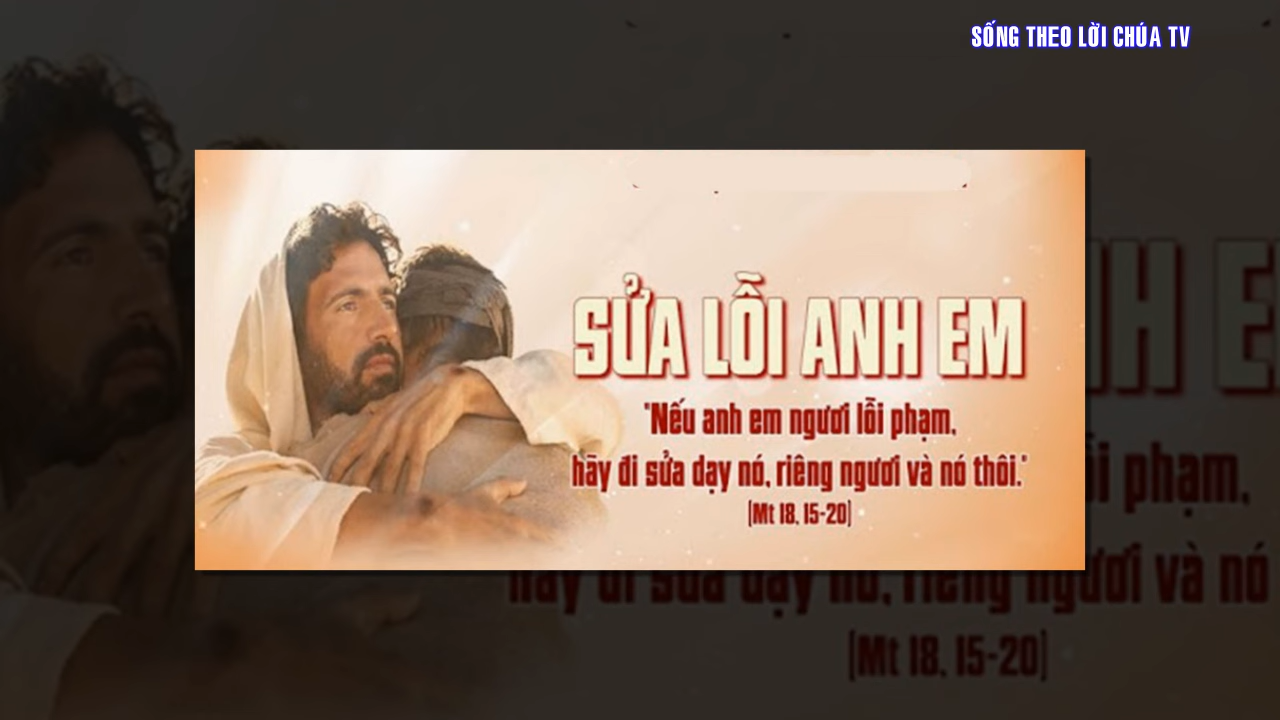 SỐNG THEO LỜI CHÚA TV
SỬA LỖI ANH EM
"Nếu anh em ngươi lỗi phạm,
hãy đi sửa dạy nó, riêng ngươi và nó thôi."
(Mt 18, 15-20)